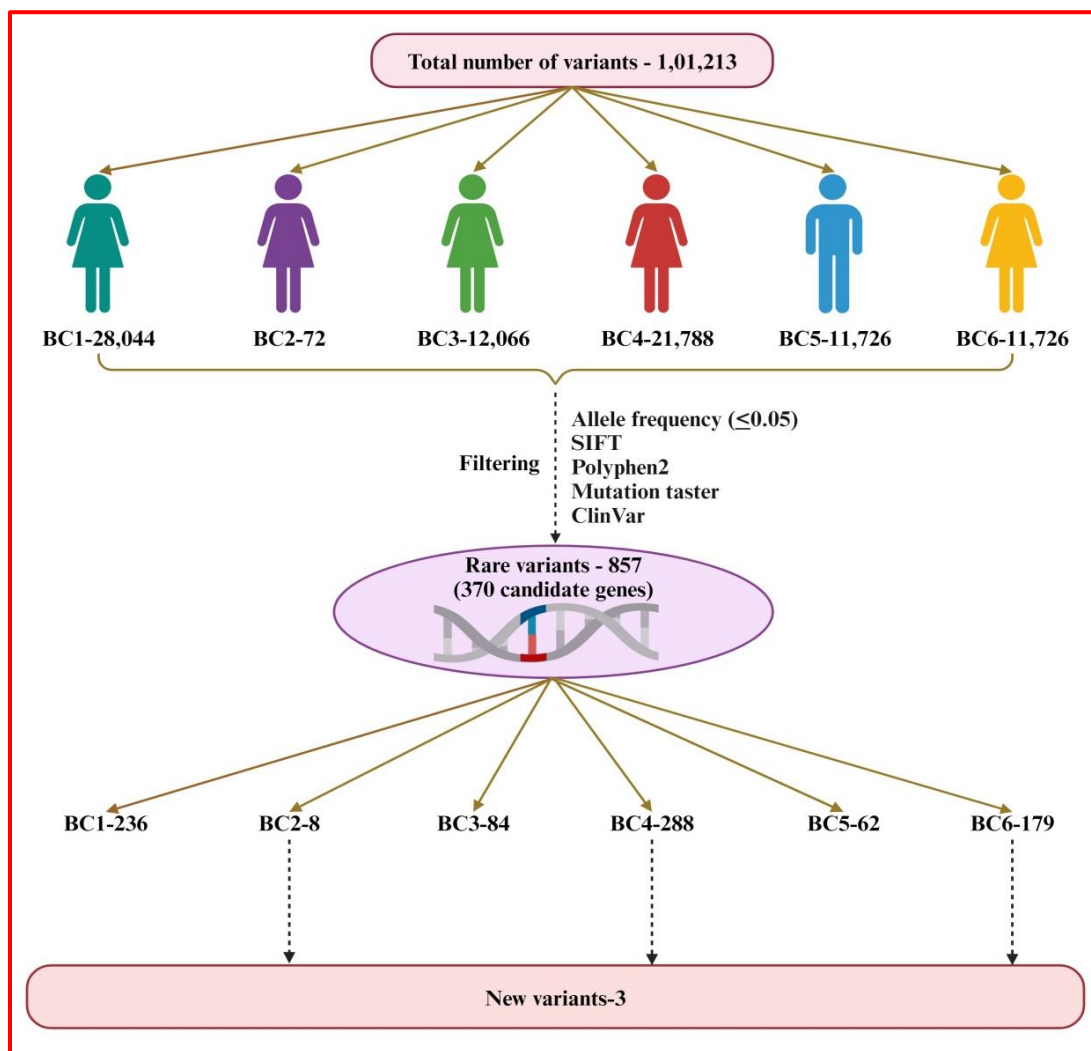 Total number of variants - 1,01,213
BC1-28,044
BC2-72
BC3-12,066
BC4-21,788
BC5-11,726
BC6-11,726
Filtering
Allele frequency (≤0.05)
SIFT
Polyphen2
Mutation taster
ClinVar
Rare variants - 857
(370 candidate genes)
BC1-236
BC2-8
BC3-84
BC4-288
BC5-62
BC6-179
New variants-3